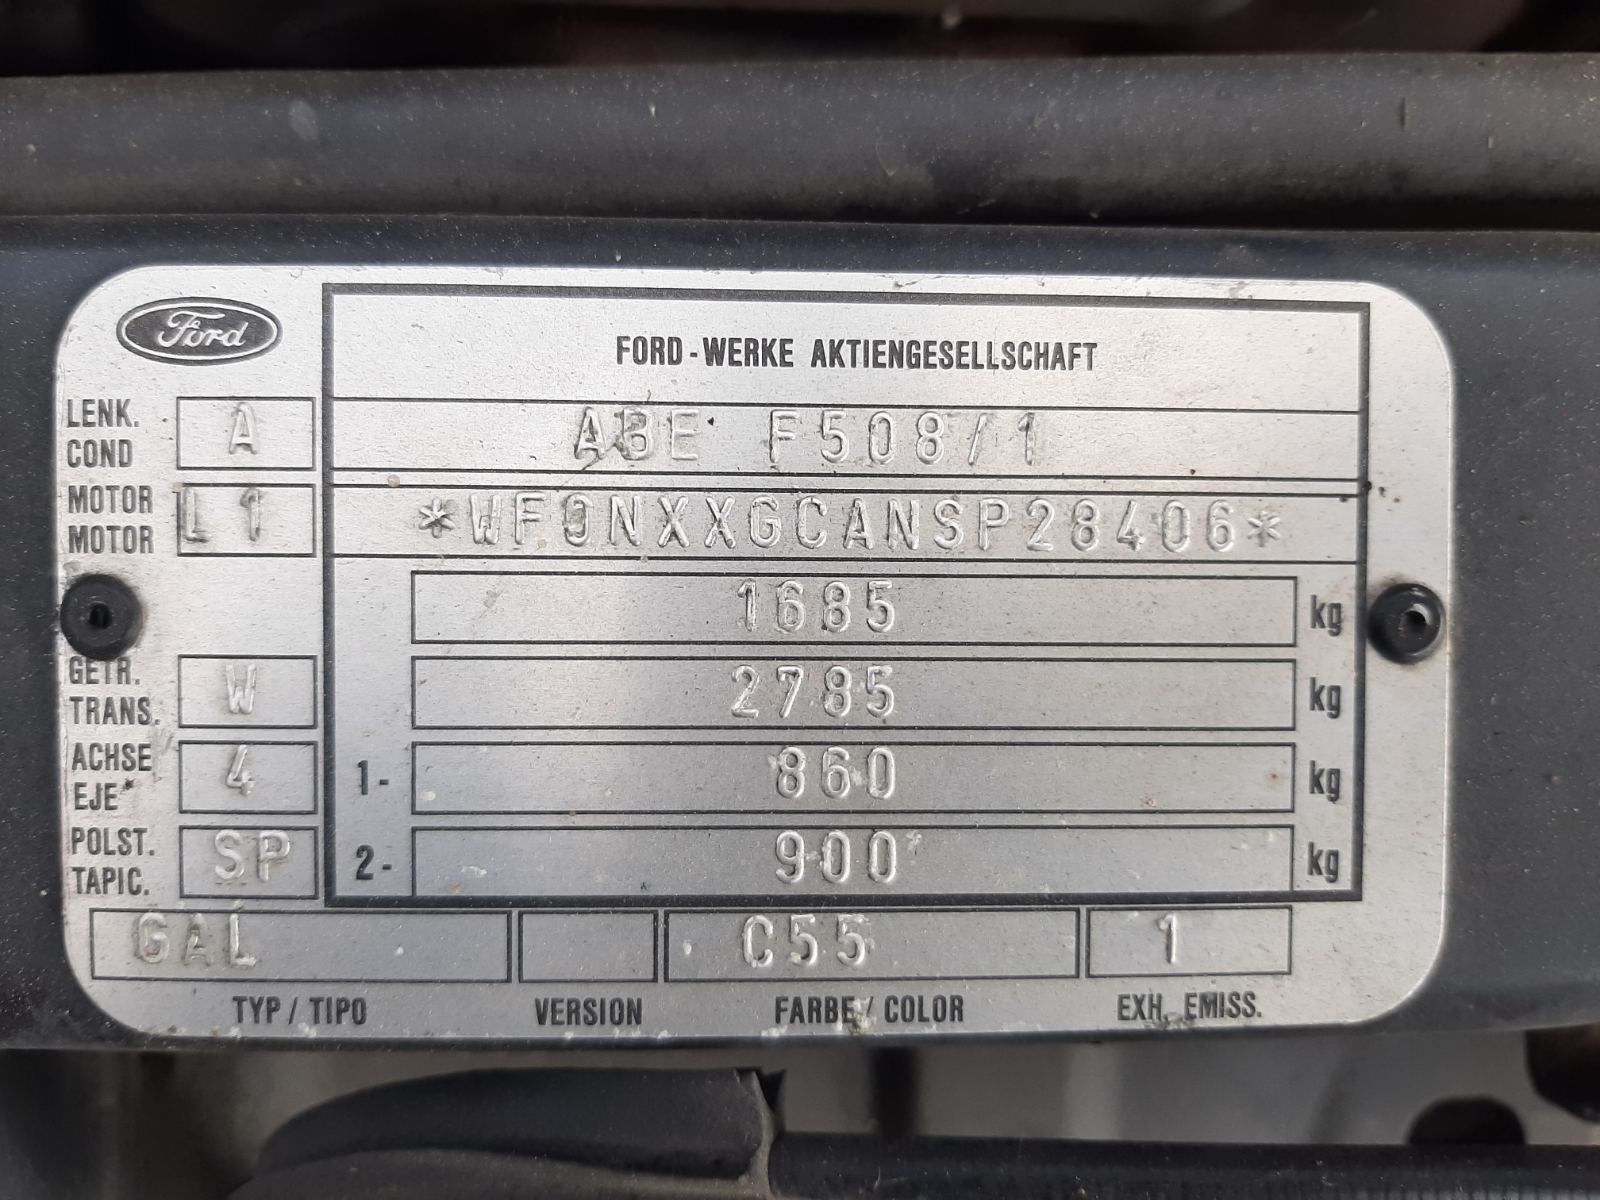 Ford
FORD-WERKE AKTIENGESELLSCHAFT
LENK.
COND
A
ABE F508/1
MOTOR
MOTOR
L1
*WF0NXXGCANSP28406*
1685 kg
2785 kg
GETR.
TRANS.
W
ACHSE
EJE
4
1- 860 kg
POLST.
TAPIC.
SP
2- 900 kg
GAL C55 1
TYP / TIPO VERSION FARBE / COLOR EXH. EMISS.